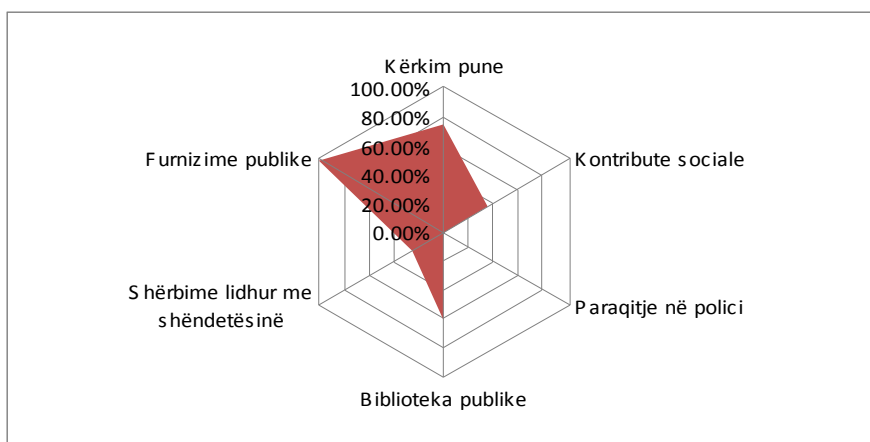 Kërkim pune
100.00%
80.00%
60.00%
40.00%
20.00%
0.00%
Furnizime publike
Kontribute sociale
Shërbime lidhur me
shëndetësinë
Paraqitje në polici
Biblioteka publike